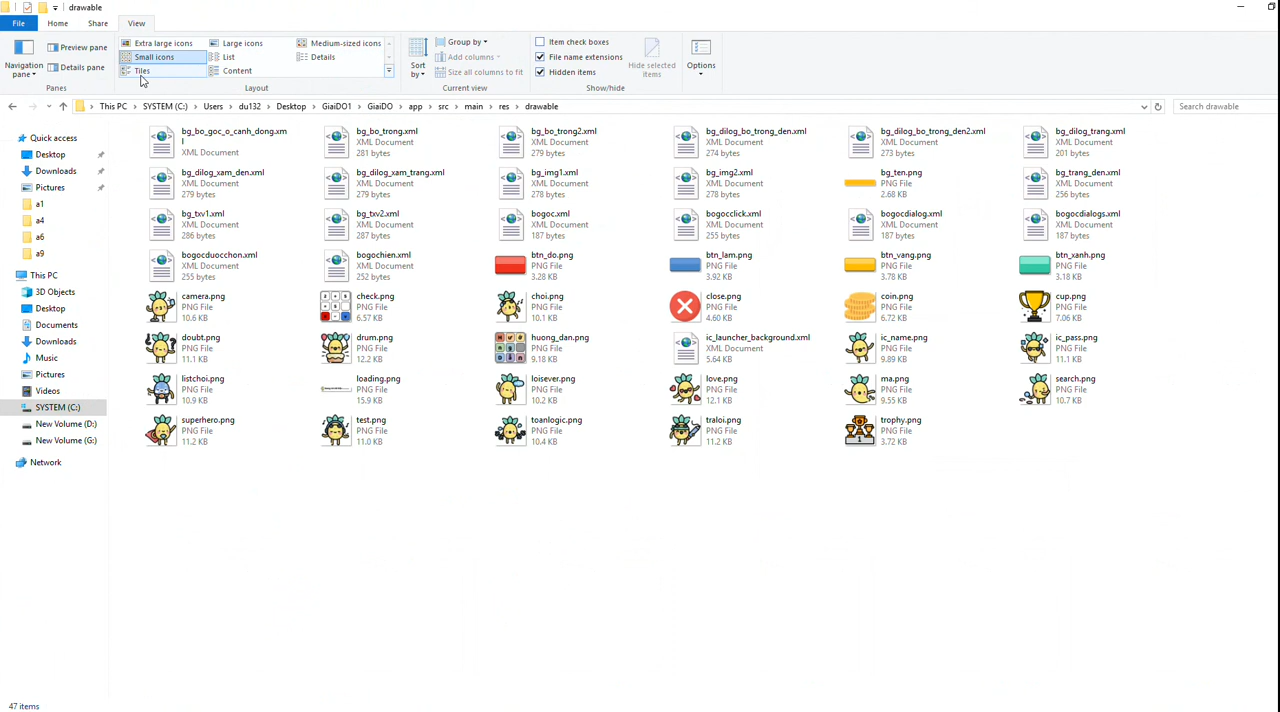 drawable
File Home Share View
Navigation pane
Preview pane
Details pane
Panes
Extra large icons Large icons Medium-sized icons
Small icons List Details
Tiles Content
Layout
Sort by
Group by
Add columns
Size all columns to fit
Current view
Item check boxes
File name extensions
Hidden items
Hide selected items
Show/hide
Options
This PC > SYSTEM (C:) > Users > du132 > Desktop > GiaiDO1 > GiaiDO > app > src > main > res > drawable
Search drawable
Quick access
Desktop
Downloads
Pictures
a1
a4
a6
a9
This PC
3D Objects
Desktop
Documents
Downloads
Music
Pictures
Videos
SYSTEM (C:)
New Volume (D:)
New Volume (G:)
Network
bg_bo_goc_o_canh_dong.xm
l
XML Document
bg_bo_trong.xml
XML Document
281 bytes
bg_bo_trong2.xml
XML Document
279 bytes
bg_dilog_bo_trong_den.xml
XML Document
274 bytes
bg_dilog_bo_trong_den2.xml
XML Document
273 bytes
bg_dilog_trang.xml
XML Document
201 bytes
bg_dilog_xam_den.xml
XML Document
279 bytes
bg_dilog_xam_trang.xml
XML Document
279 bytes
bg_img1.xml
XML Document
278 bytes
bg_img2.xml
XML Document
278 bytes
bg_ten.png
PNG File
2.68 KB
bg_trang_den.xml
XML Document
256 bytes
bg_txv1.xml
XML Document
286 bytes
bg_txv2.xml
XML Document
287 bytes
bogoc.xml
XML Document
187 bytes
bogocclick.xml
XML Document
255 bytes
bogocdialog.xml
XML Document
187 bytes
bogocdialogs.xml
XML Document
187 bytes
bogocduocchon.xml
XML Document
255 bytes
bogochien.xml
XML Document
252 bytes
btn_do.png
PNG File
3.28 KB
btn_lam.png
PNG File
3.92 KB
btn_vang.png
PNG File
3.78 KB
btn_xanh.png
PNG File
3.18 KB
camera.png
PNG File
10.6 KB
check.png
PNG File
6.57 KB
choi.png
PNG File
10.1 KB
close.png
PNG File
4.60 KB
coin.png
PNG File
6.72 KB
cup.png
PNG File
7.06 KB
doubt.png
PNG File
11.1 KB
drum.png
PNG File
12.2 KB
huong_dan.png
PNG File
9.18 KB
ic_launcher_background.xml
XML Document
5.64 KB
ic_name.png
PNG File
9.89 KB
ic_pass.png
PNG File
11.1 KB
listchoi.png
PNG File
10.9 KB
loading.png
PNG File
15.9 KB
loisever.png
PNG File
10.2 KB
love.png
PNG File
12.1 KB
ma.png
PNG File
9.55 KB
search.png
PNG File
10.7 KB
superhero.png
PNG File
11.2 KB
test.png
PNG File
11.0 KB
toanlogic.png
PNG File
10.4 KB
traloi.png
PNG File
11.2 KB
trophy.png
PNG File
3.72 KB
47 items